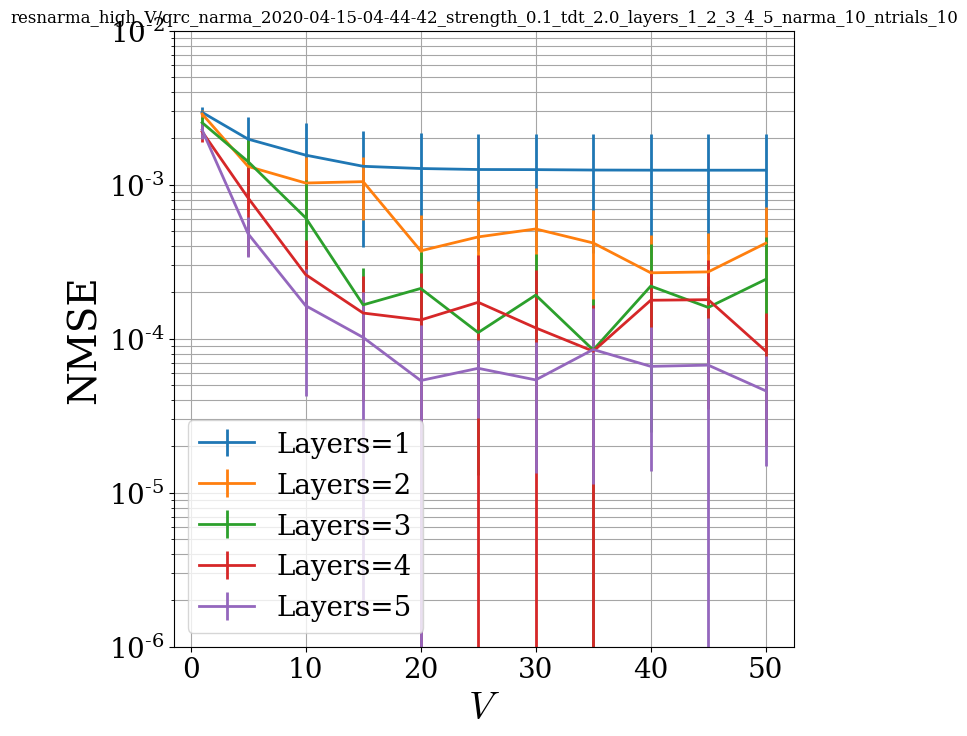 resnarma_high_V/qrc_narma_2020-04-15-04-44-42_strength_0.1_tdt_2.0_layers_1_2_3_4_5_narma_10_ntrials_10
10-2
10-3
10-4
10-5
10-6
NMSE
Layers=1
Layers=2
Layers=3
Layers=4
Layers=5
0 10 20 30 40 50
V